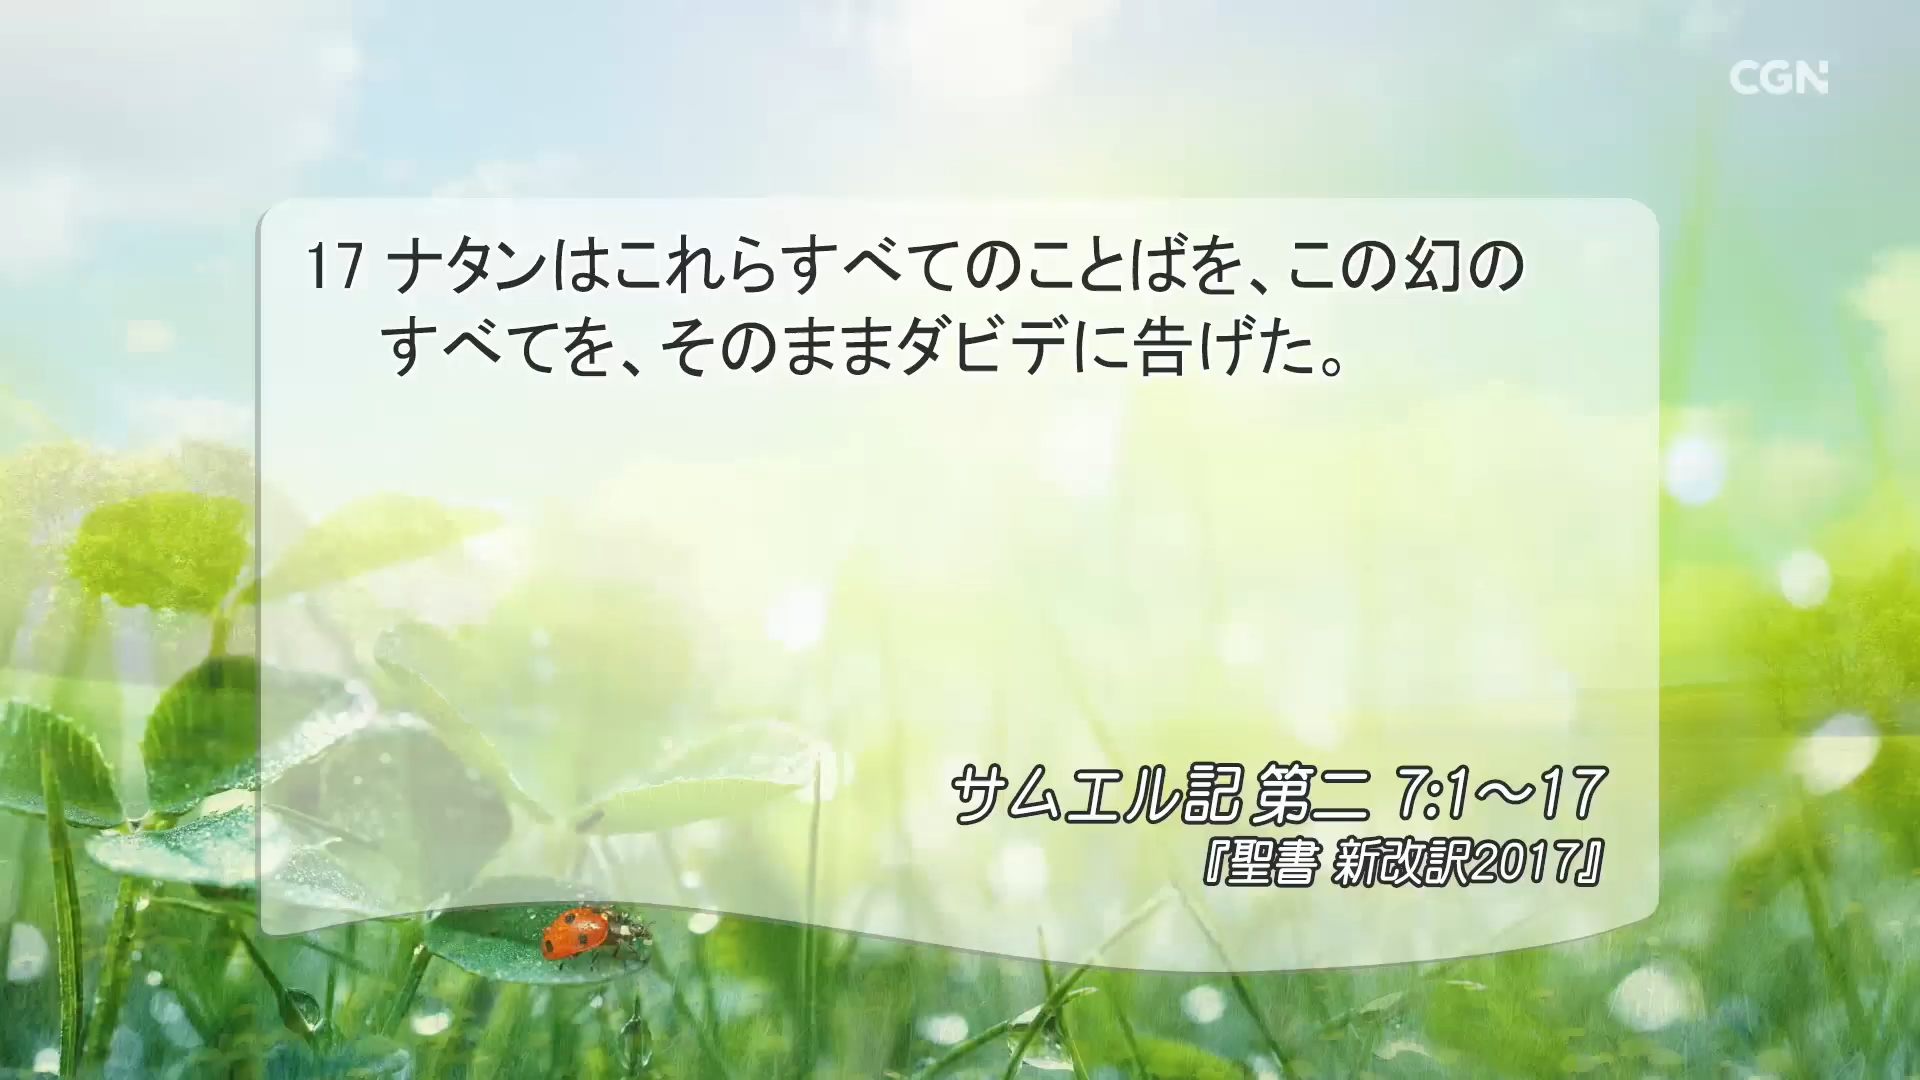 CGN
17 ナタンはこれらすべてのことばを、この幻の
すべてを、そのままダビデに告げた。
サムエル記 第二 7:1〜17
『聖書 新改訳2017』